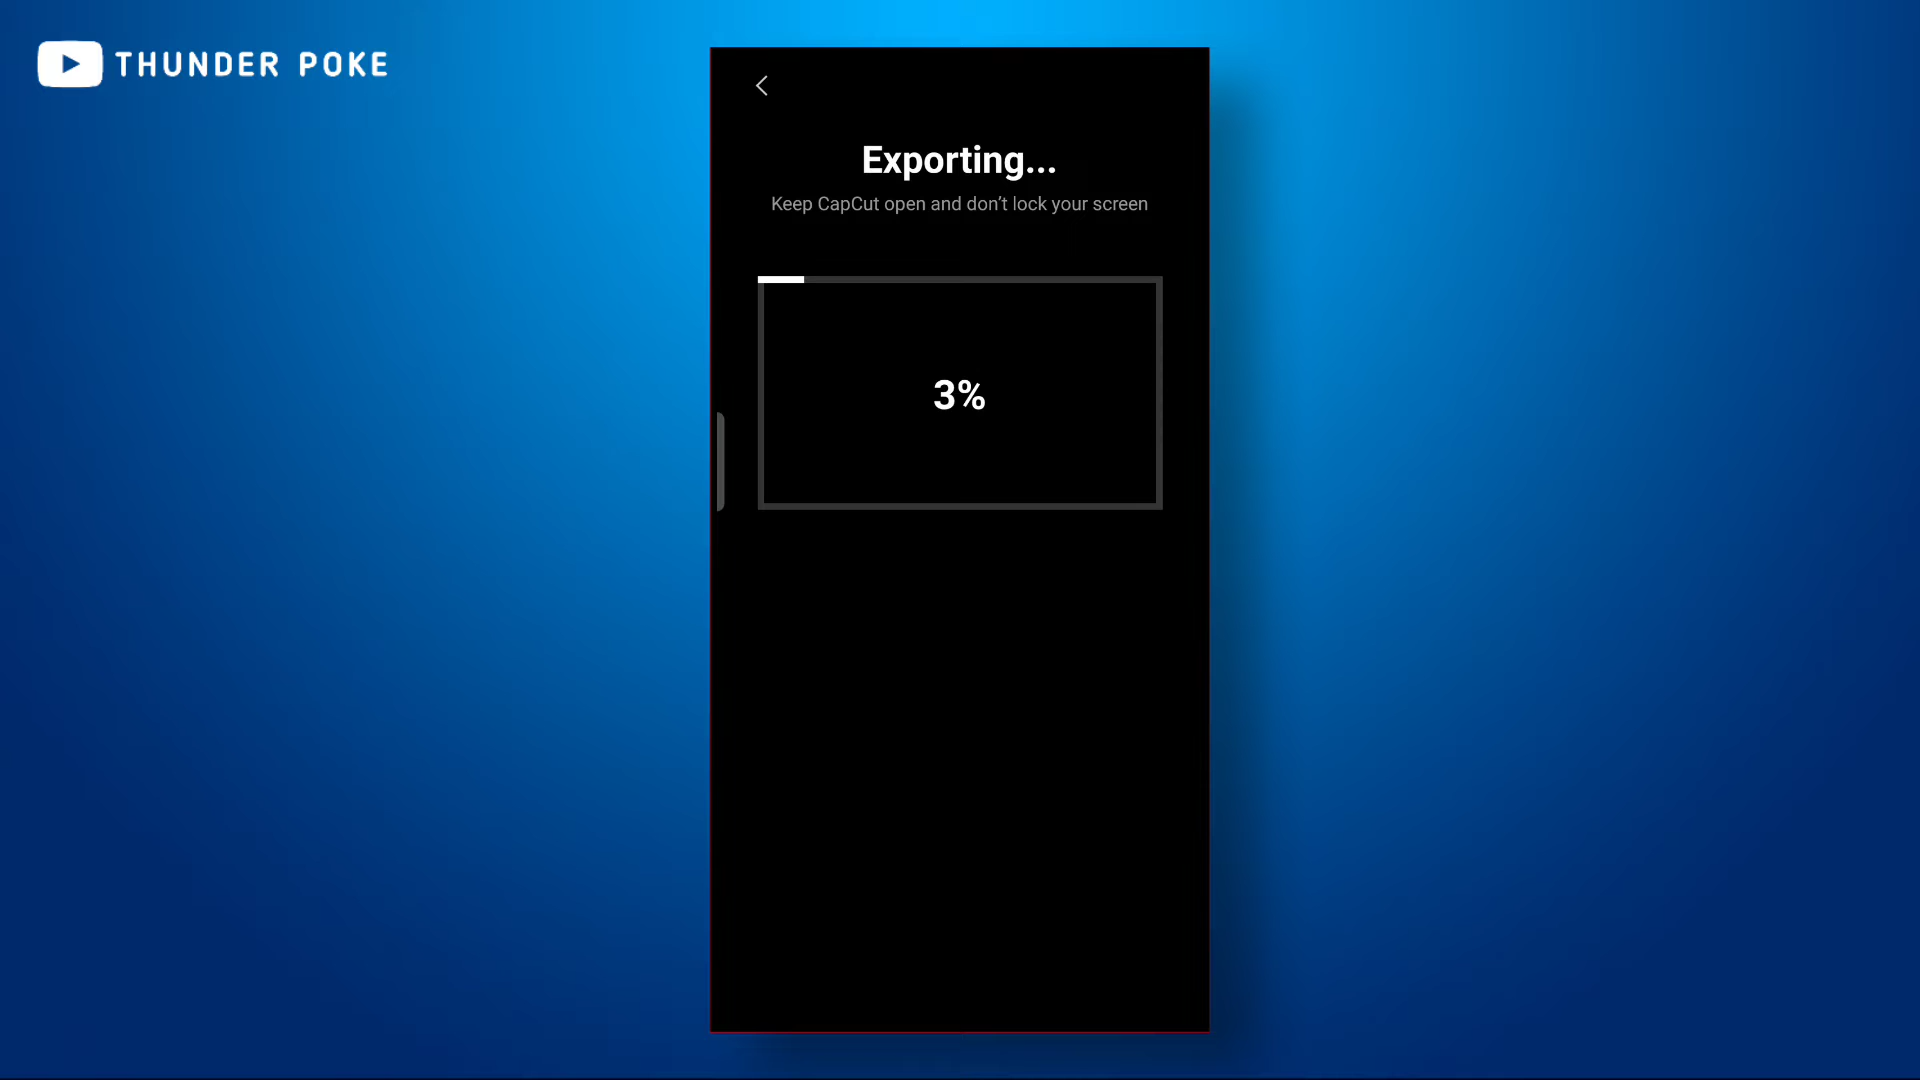 THUNDER POKE
Exporting...
Keep CapCut open and don’t lock your screen
3%